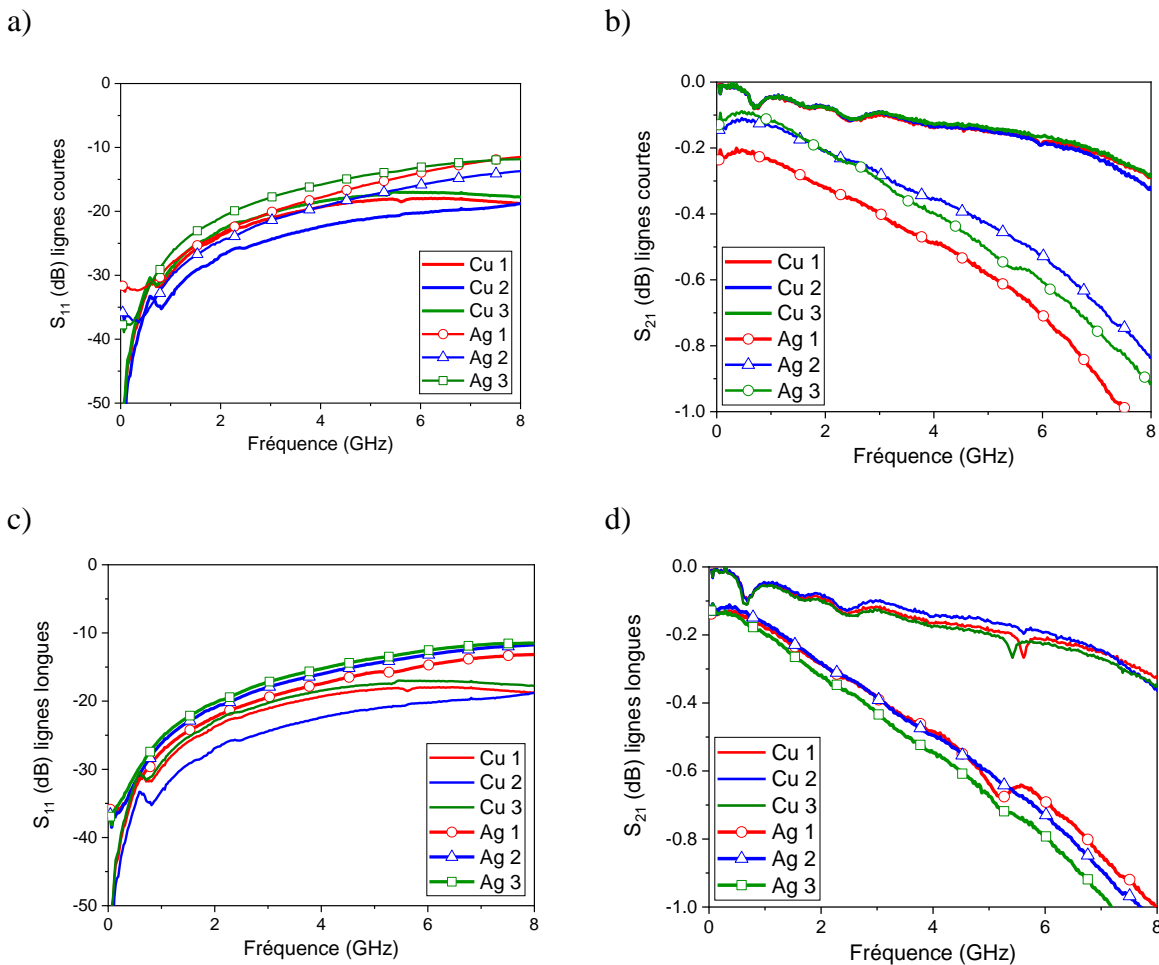 a)
S11 (dB) lignes courtes
0
-10
-20
-30
-40
-50
0 2 4 6 8
Fréquence (GHz)
Cu 1
Cu 2
Cu 3
Ag 1
Ag 2
Ag 3
b)
S21 (dB) lignes courtes
0.0
-0.2
-0.4
-0.6
-0.8
-1.0
0 2 4 6 8
Fréquence (GHz)
Cu 1
Cu 2
Cu 3
Ag 1
Ag 2
Ag 3
c)
S11 (dB) lignes longues
0
-10
-20
-30
-40
-50
0 2 4 6 8
Fréquence (GHz)
Cu 1
Cu 2
Cu 3
Ag 1
Ag 2
Ag 3
d)
S21 (dB) lignes longues
0.0
-0.2
-0.4
-0.6
-0.8
-1.0
0 2 4 6 8
Fréquence (GHz)
Cu 1
Cu 2
Cu 3
Ag 1
Ag 2
Ag 3